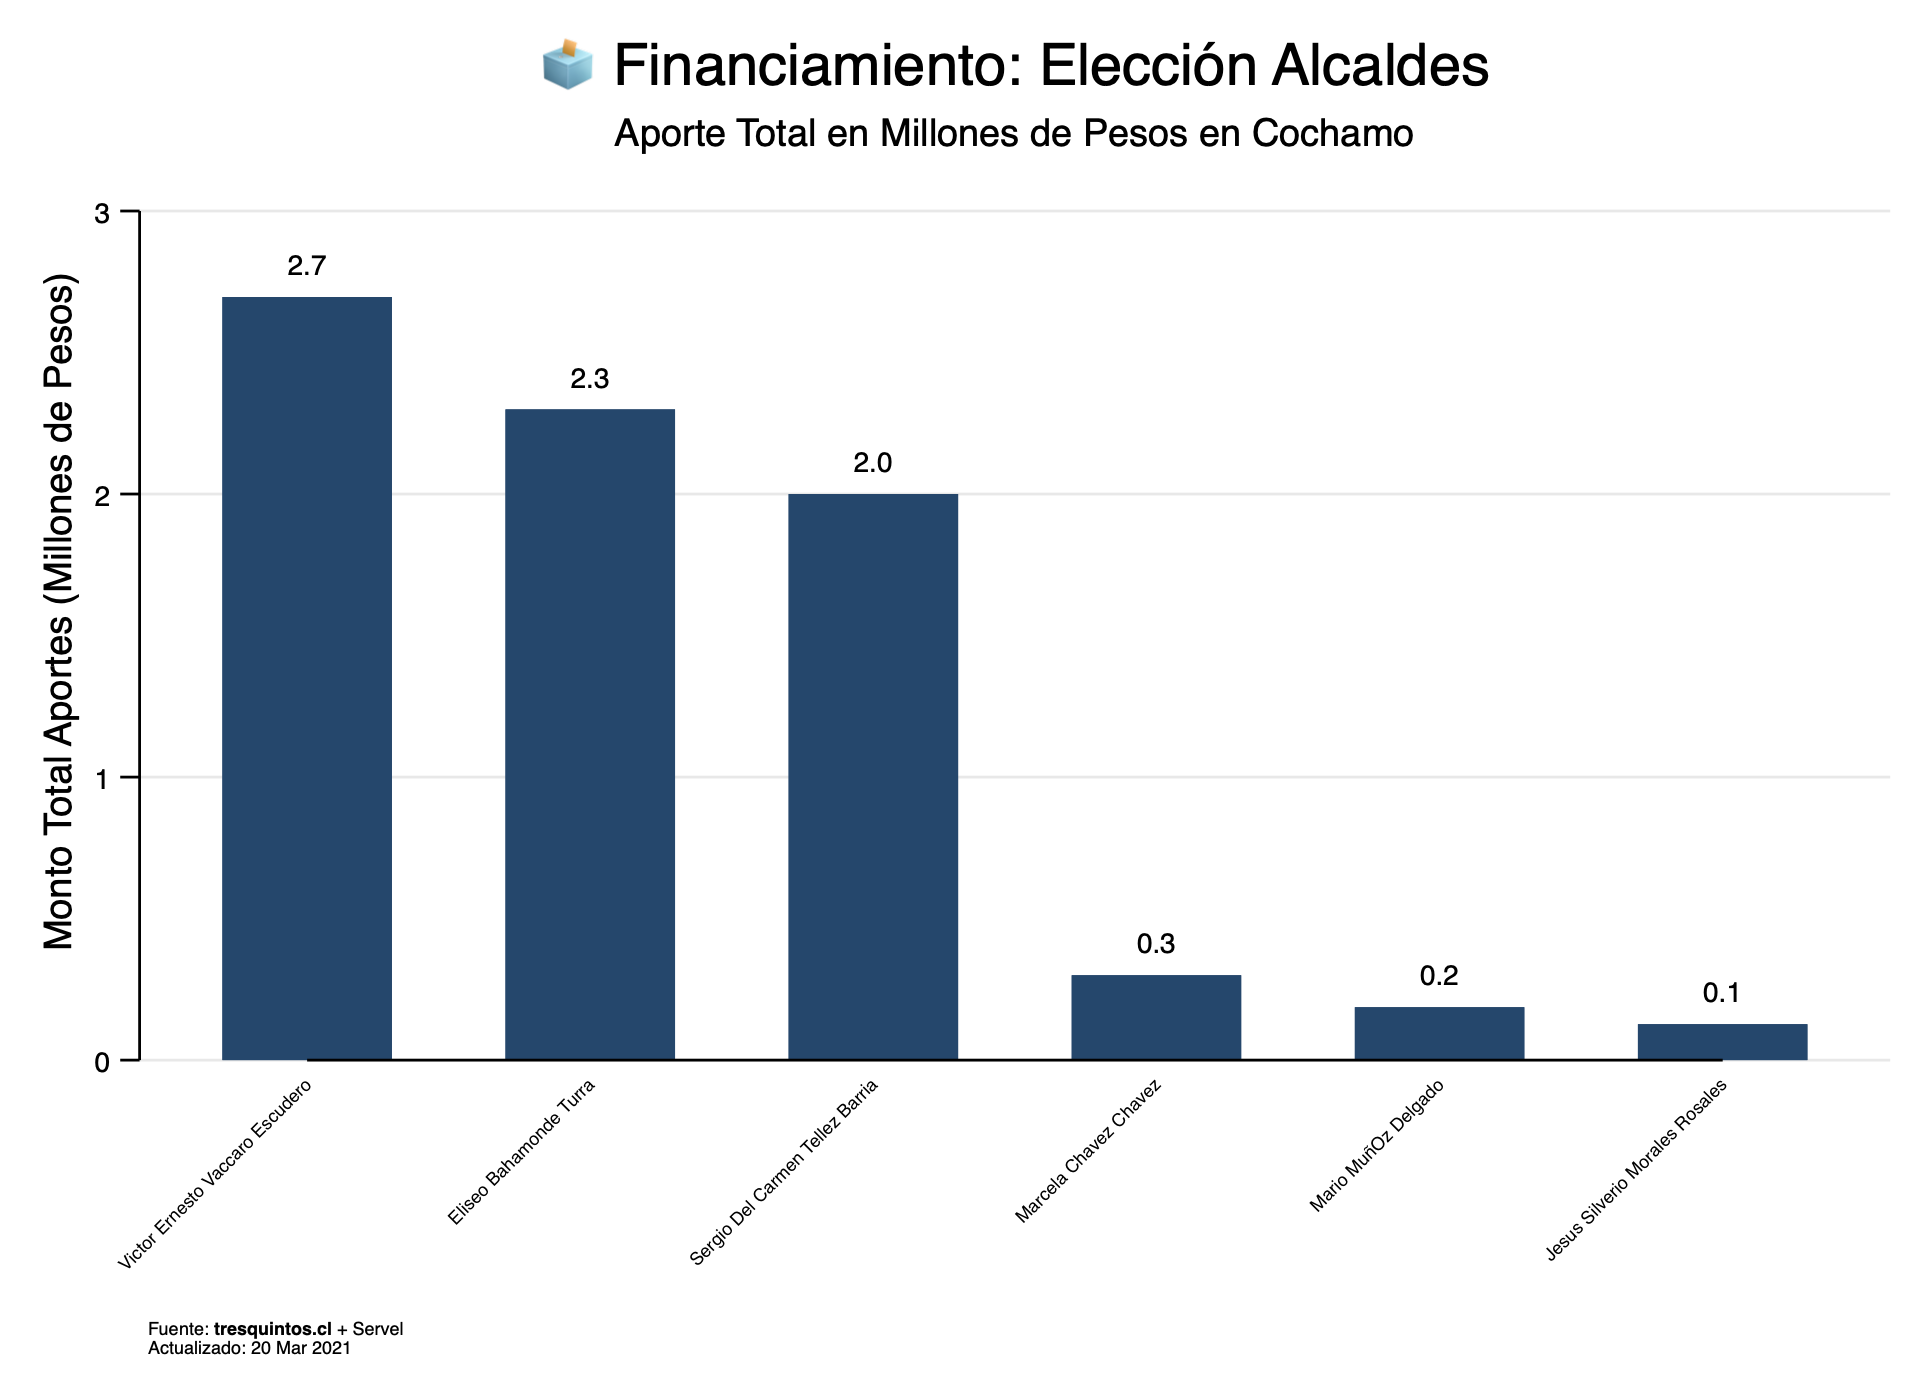 Financiamiento: Elección Alcaldes
Aporte Total en Millones de Pesos en Cochamo
Monto Total Aportes (Millones de Pesos)
3
2
1
0
2.7
2.3
2.0
0.3
0.2
0.1
Victor Ernesto Vaccaro Escudero
Eliseo Bahamonde Turra
Sergio Del Carmen Tellez Barria
Marcela Chavez Chavez
Mario MuñOz Delgado
Jesus Silverio Morales Rosales
Fuente: tresquintos.cl + Servel
Actualizado: 20 Mar 2021